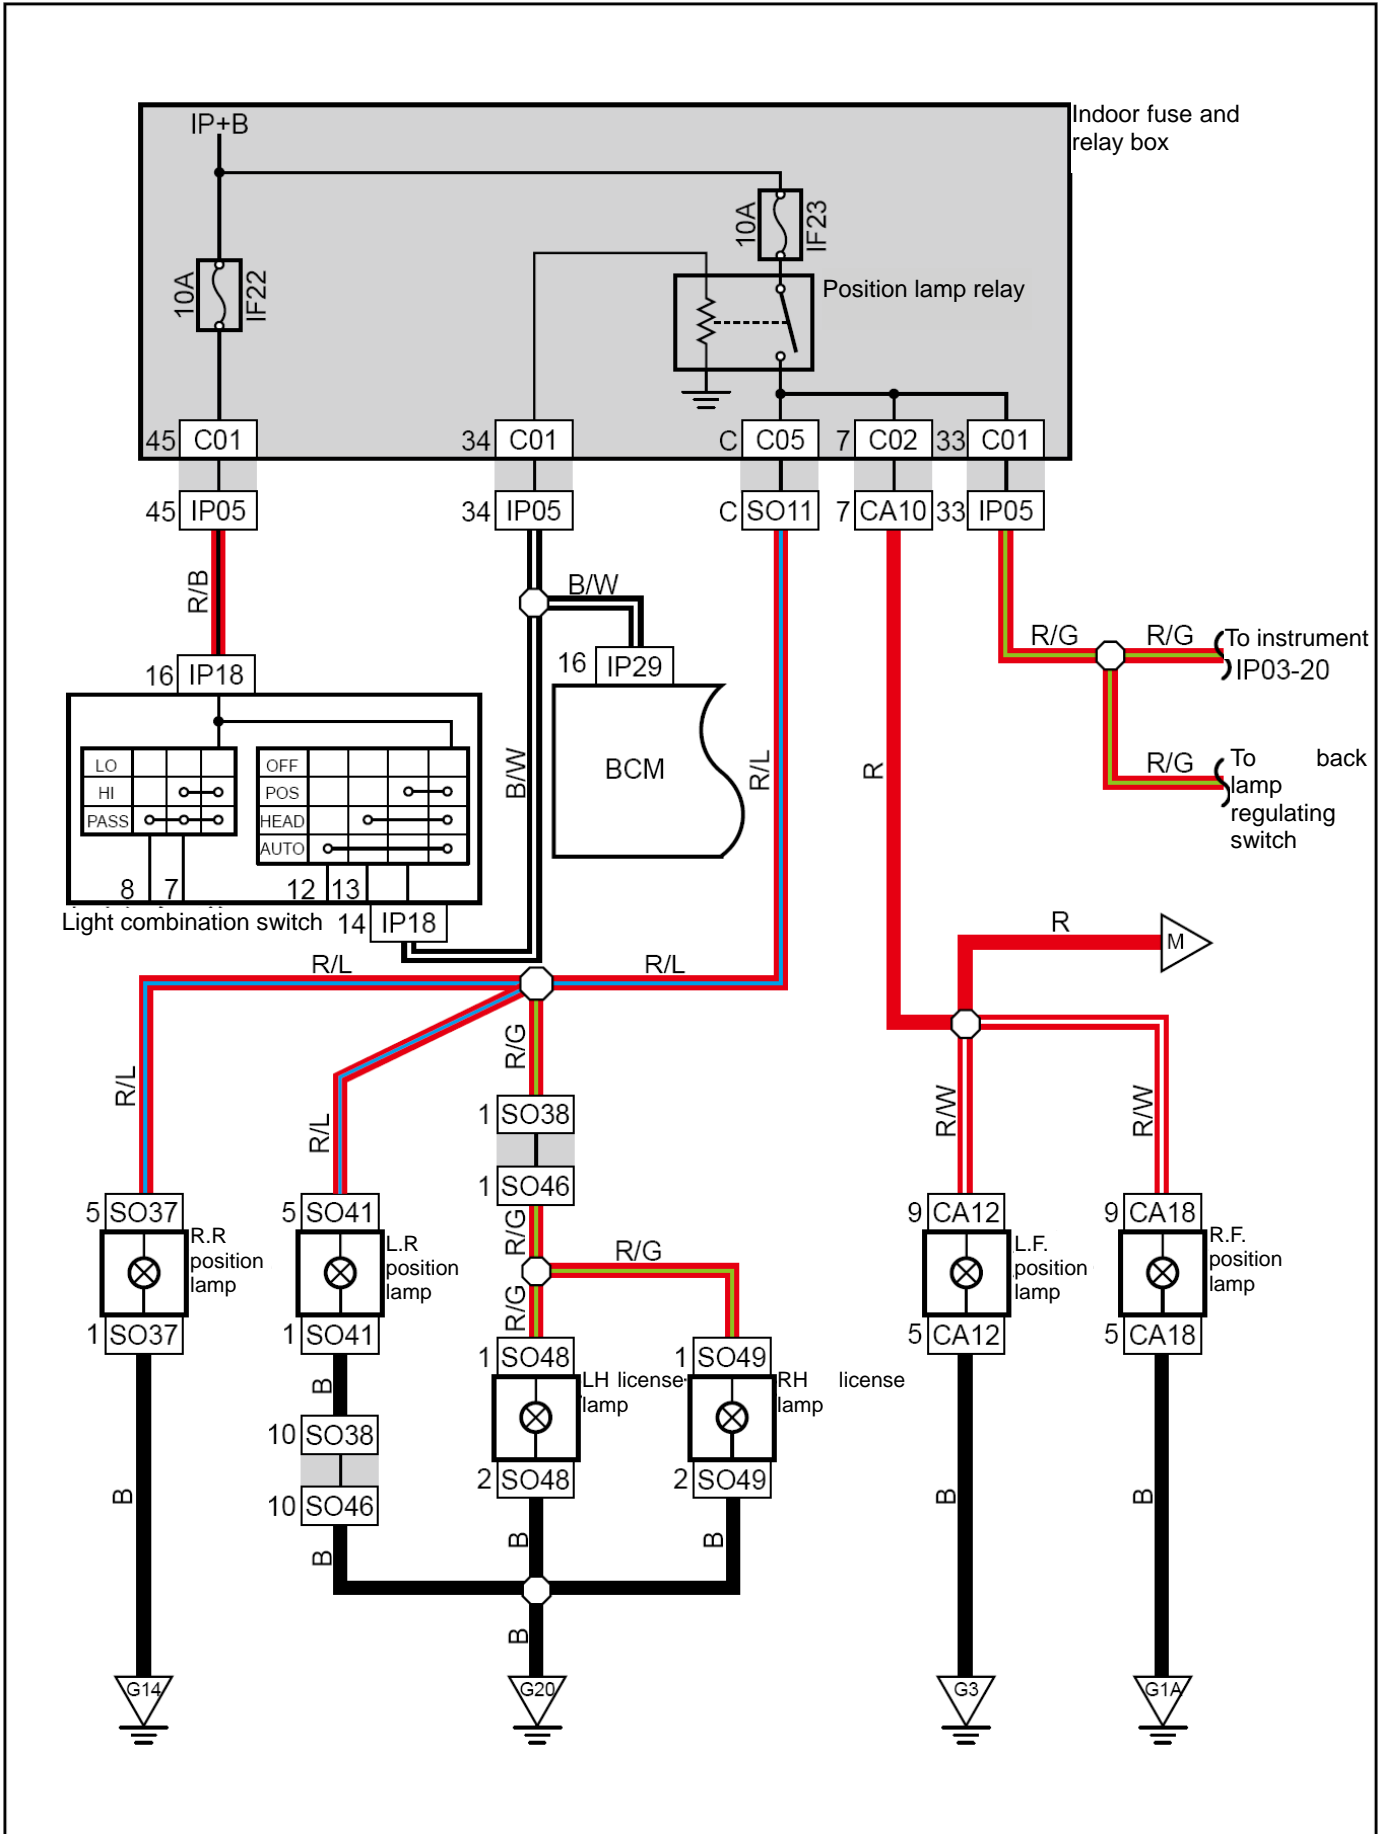 Indoor fuse and
relay box
IP+B
10A
IF23
10A
IF22
Position lamp relay
45 C01
34 C01
C C05
7 C02
33 C01
45 IP05
34 IP05
C SO11
7 CA10
33 IP05
R/B
B/W
16 IP18
16 IP29
R/G
R/G
To instrument
IP03-20
BCM
B/W
R/L
R
R/G
To back
lamp
regulating
switch
LO
HI
PASS
OFF
POS
HEAD
AUTO
8 7
12 13
Light combination switch
14 IP18
R
M
R/L
R/L
R/G
R/L
R/L
R/W
R/W
1 SO38
1 SO46
5 SO37
5 SO41
9 CA12
9 CA18
R.R
position
lamp
L.R
position
lamp
R/G
R/G
L.F.
position
lamp
R.F.
position
lamp
R/G
1 SO37
1 SO41
5 CA12
5 CA18
1 SO48
1 SO49
LH license
lamp
RH license
lamp
B
10 SO38
2 SO48
2 SO49
10 SO46
B
B
B
B
B
B
B
G14
G20
G3
G1A